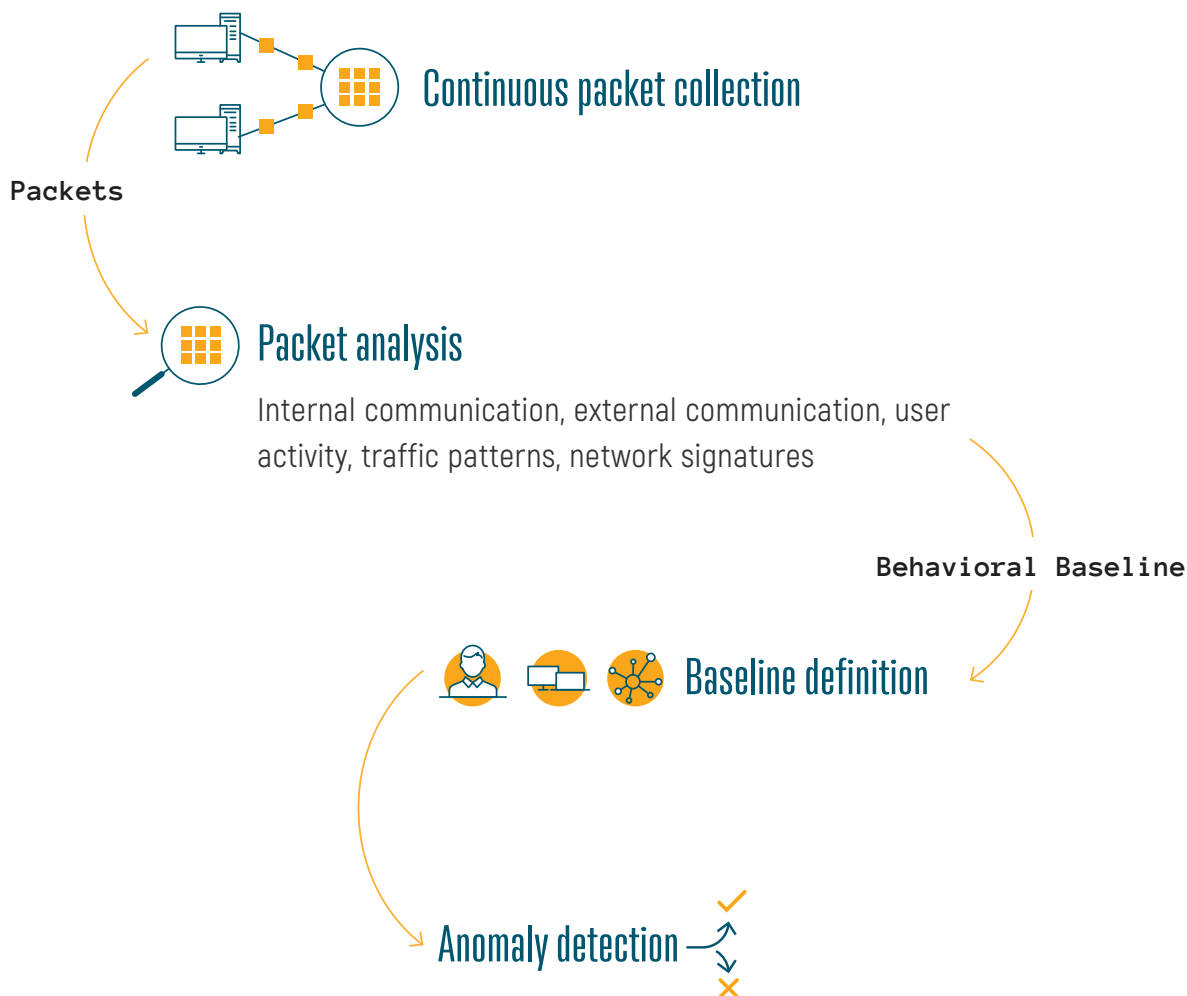 Continuous packet collection
Packets
Packet analysis
Internal communication, external communication, user
activity, traffic patterns, network signatures
Behavioral Baseline
Baseline definition
Anomaly detection